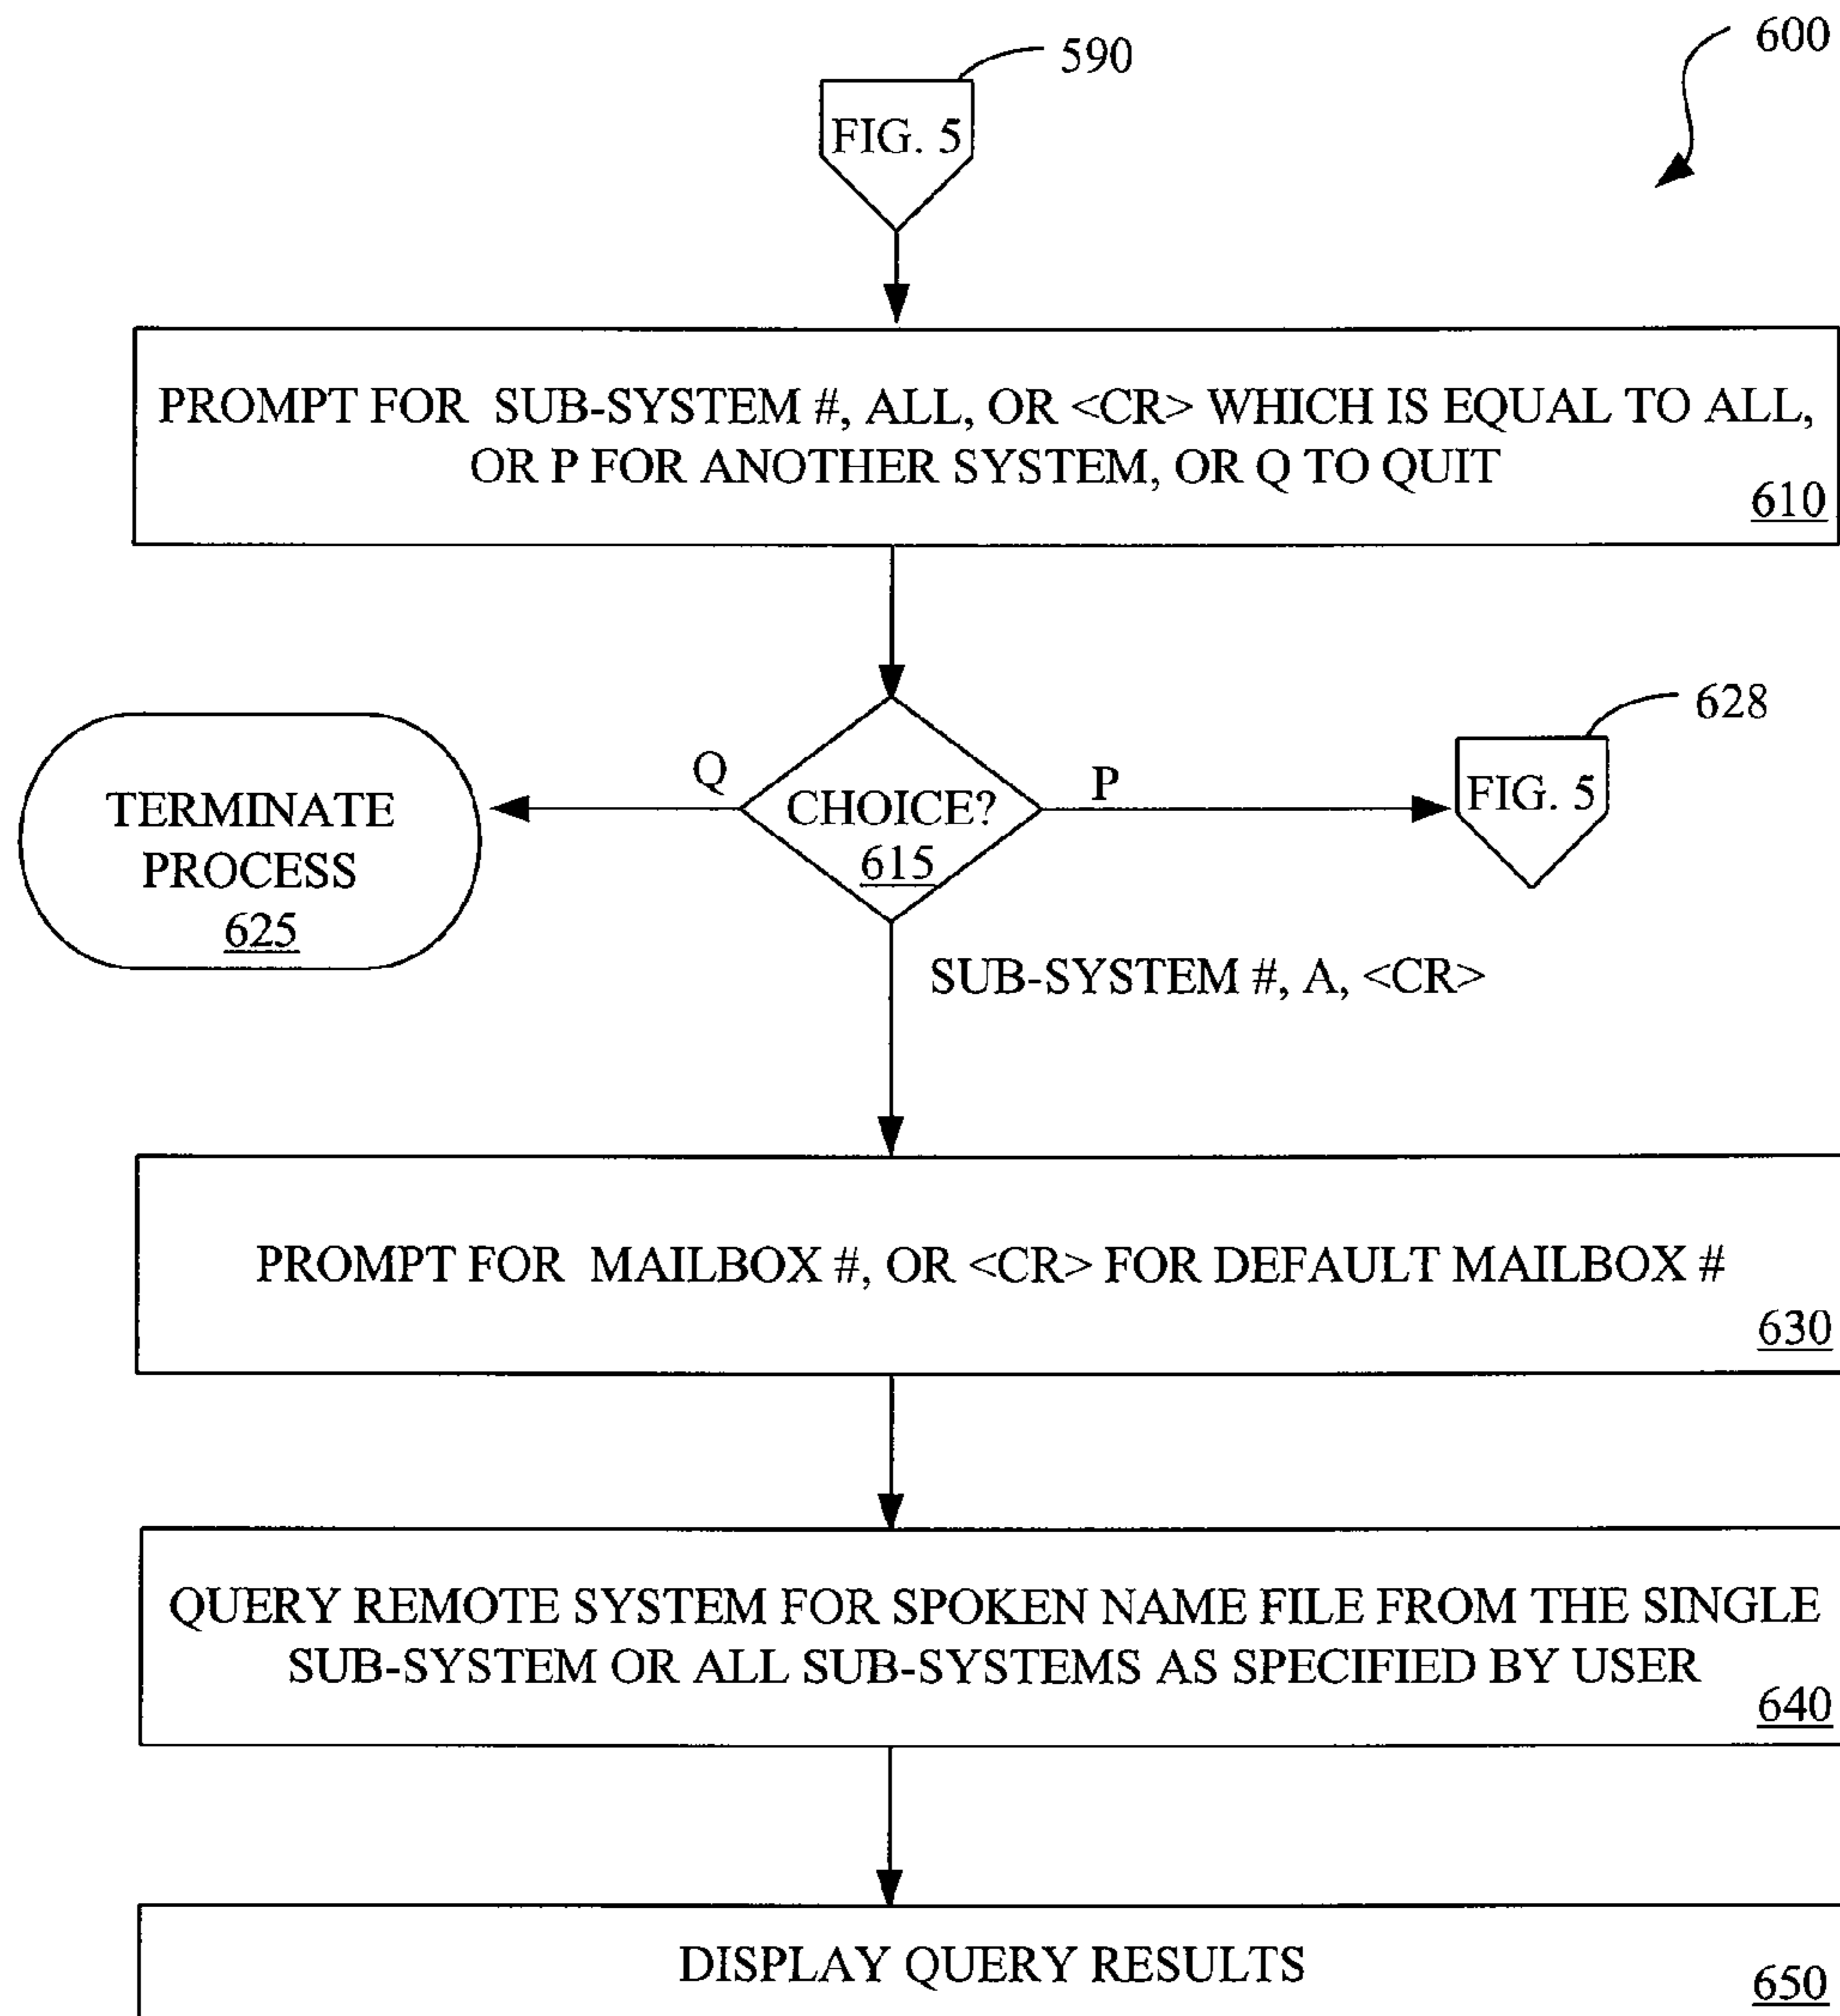 600
590
FIG. 5
PROMPT FOR SUB-SYSTEM #, ALL, OR <CR> WHICH IS EQUAL TO ALL,
OR P FOR ANOTHER SYSTEM, OR Q TO QUIT
610
628
Q
P
FIG. 5
CHOICE?
615
TERMINATE
PROCESS
625
SUB-SYSTEM #, A, <CR>
PROMPT FOR MAILBOX #, OR <CR> FOR DEFAULT MAILBOX #
630
QUERY REMOTE SYSTEM FOR SPOKEN NAME FILE FROM THE SINGLE
SUB-SYSTEM OR ALL SUB-SYSTEMS AS SPECIFIED BY USER
640
DISPLAY QUERY RESULTS
650